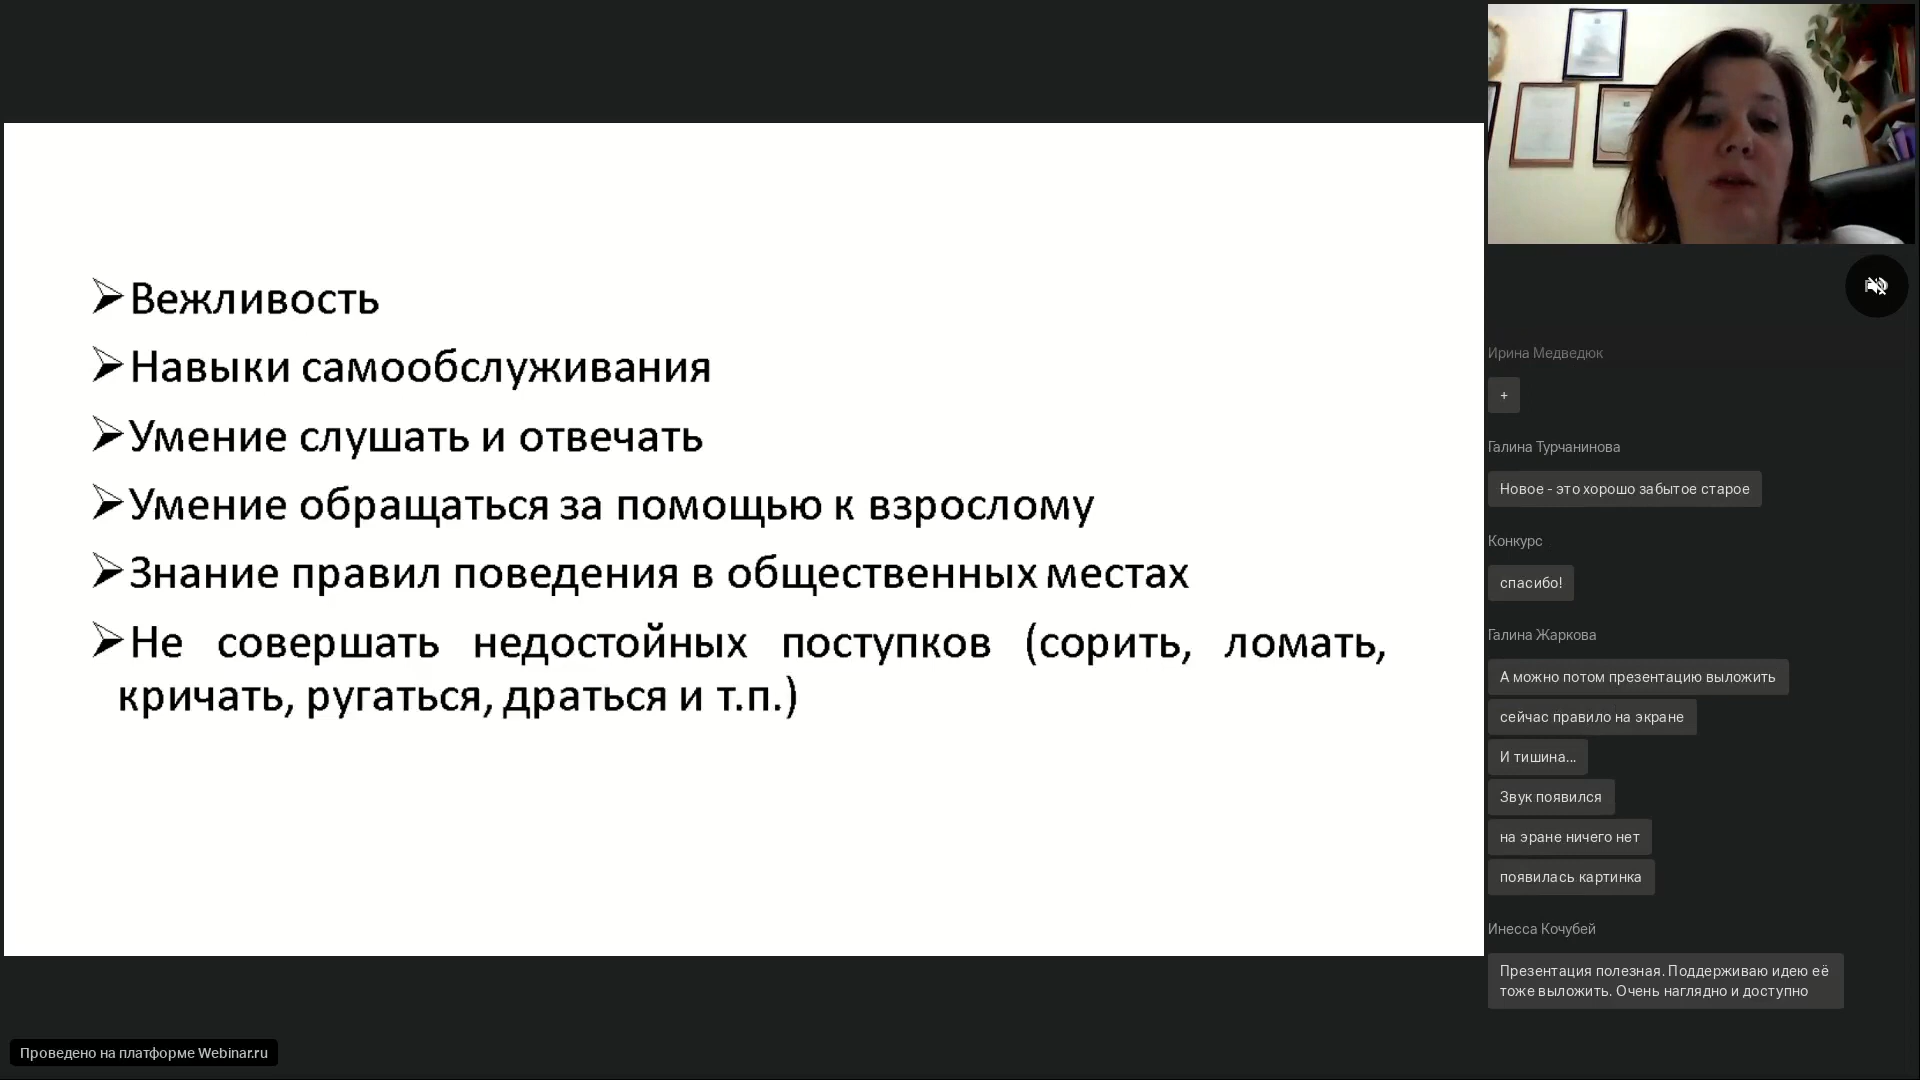 Вежливость
Навыки самообслуживания
Умение слушать и отвечать
Умение обращаться за помощью к взрослому
Знание правил поведения в общественных местах
Не совершать недостойных поступков (сорить, ломать,
кричать, ругаться, драться и т.п.)
Ирина Медведюк
+
Галина Турчанинова
Новое - это хорошо забытое старое
Конкурс
спасибо!
Галина Жаркова
А можно потом презентацию выложить
сейчас правило на экране
И тишина...
Звук появился
на эране ничего нет
появилась картинка
Инесса Кочубей
Презентация полезная. Поддерживаю идею её
тоже выложить. Очень наглядно и доступно
Проведено на платформе Webinar.ru